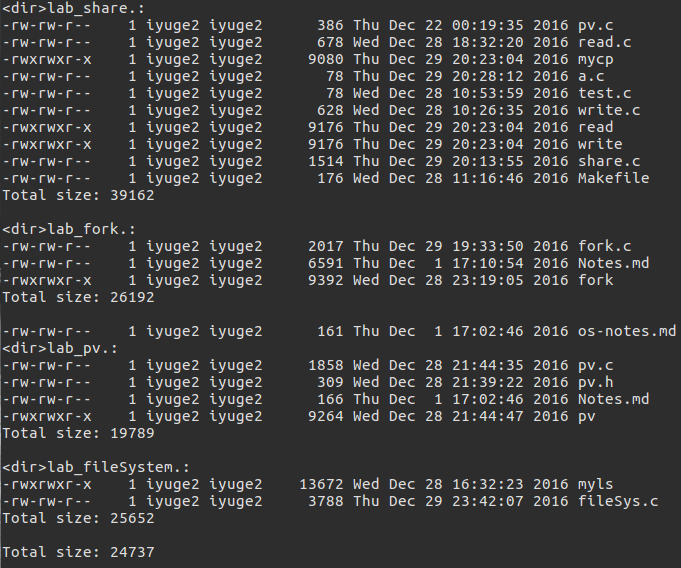 <dir>lab_share.:
-rw-rw-r--    1 iyuge2 iyuge2      386 Thu Dec 22 00:19:35 2016 pv.c
-rw-rw-r--    1 iyuge2 iyuge2      678 Wed Dec 28 18:32:20 2016 read.c
-rwxrwxr-x    1 iyuge2 iyuge2     9080 Thu Dec 29 20:23:04 2016 mycp
-rw-rw-r--    1 iyuge2 iyuge2       78 Thu Dec 29 20:28:12 2016 a.c
-rw-rw-r--    1 iyuge2 iyuge2       78 Wed Dec 28 10:53:59 2016 test.c
-rw-rw-r--    1 iyuge2 iyuge2      628 Wed Dec 28 10:26:35 2016 write.c
-rwxrwxr-x    1 iyuge2 iyuge2     9176 Thu Dec 29 20:23:04 2016 read
-rwxrwxr-x    1 iyuge2 iyuge2     9176 Thu Dec 29 20:23:04 2016 write
-rw-rw-r--    1 iyuge2 iyuge2     1514 Thu Dec 29 20:13:55 2016 share.c
-rw-rw-r--    1 iyuge2 iyuge2      176 Wed Dec 28 11:16:46 2016 Makefile
Total size: 39162

<dir>lab_fork.:
-rw-rw-r--    1 iyuge2 iyuge2     2017 Thu Dec 29 19:33:50 2016 fork.c
-rw-rw-r--    1 iyuge2 iyuge2     6591 Thu Dec  1 17:10:54 2016 Notes.md
-rwxrwxr-x    1 iyuge2 iyuge2     9392 Wed Dec 28 23:19:05 2016 fork
Total size: 26192

-rw-rw-r--    1 iyuge2 iyuge2      161 Thu Dec  1 17:02:46 2016 os-notes.md
<dir>lab_pv.:
-rw-rw-r--    1 iyuge2 iyuge2     1858 Wed Dec 28 21:44:35 2016 pv.c
-rw-rw-r--    1 iyuge2 iyuge2      309 Wed Dec 28 21:39:22 2016 pv.h
-rw-rw-r--    1 iyuge2 iyuge2      166 Thu Dec  1 17:02:46 2016 Notes.md
-rwxrwxr-x    1 iyuge2 iyuge2     9264 Wed Dec 28 21:44:47 2016 pv
Total size: 19789

<dir>lab_fileSystem.:
-rwxrwxr-x    1 iyuge2 iyuge2    13672 Wed Dec 28 16:32:23 2016 myls
-rw-rw-r--    1 iyuge2 iyuge2     3788 Thu Dec 29 23:42:07 2016 fileSys.c
Total size: 25652

Total size: 24737